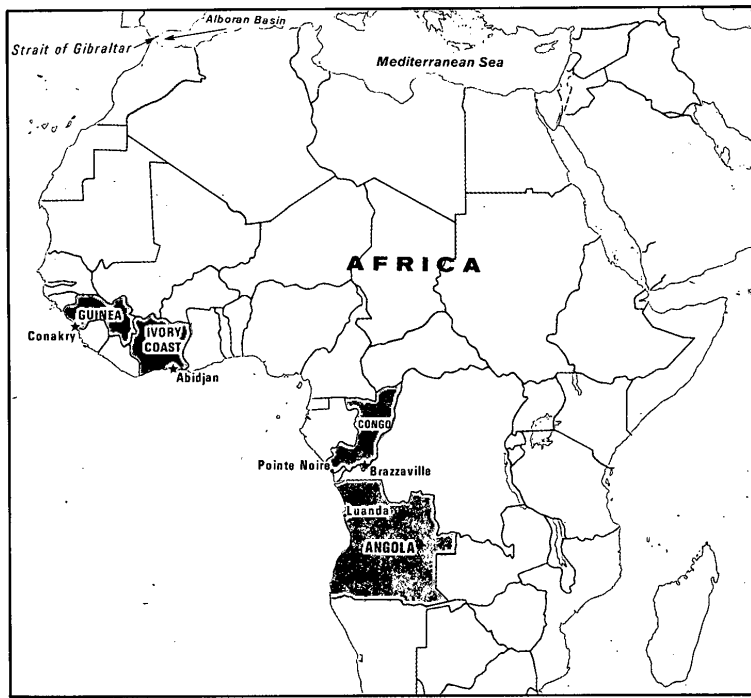 Alboran Basin
Strait of Gibraltar
Mediterranean Sea
AFRICA
GUINEA
Conakry
IVORY
COAST
Abidjan
CONGO
Pointe Noire
Brazzaville
Luanda
ANGOLA